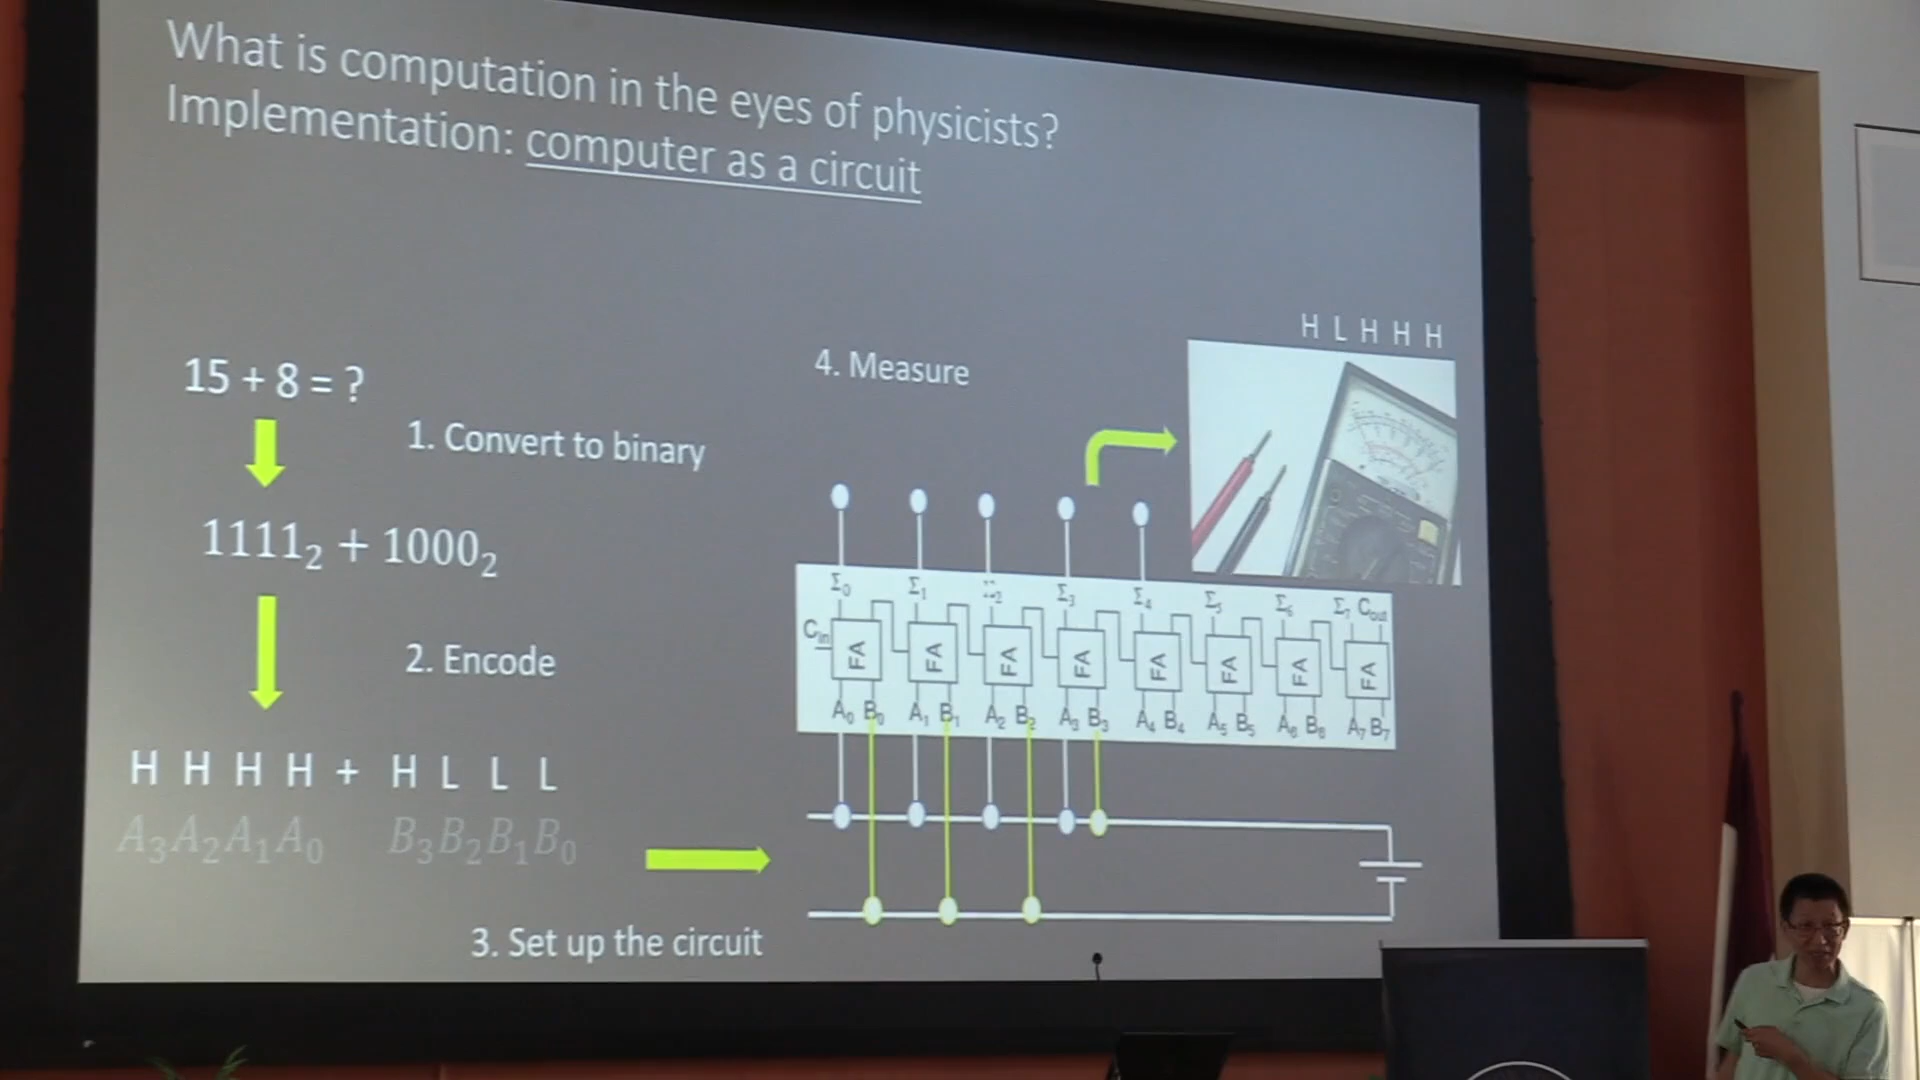 What is computation in the eyes of physicists?
Implementation: computer as a circuit
H L H H H
4. Measure
15 + 8 = ?
1. Convert to binary
1111₂ + 1000₂
2. Encode
Σ₀ Σ₁ Σ₃ Σ₄ Σ₅ Σ₆ Σ₇ Cout
Cin
FA FA FA FA FA FA FA FA
A₀ B₀ A₁ B₁ A₂ B₂ A₃ B₃ A₄ B₄ A₅ B₅ A₆ B₆ A₇ B₇
H H H H + H L L L
A₃A₂A₁A₀ B₃B₂B₁B₀
3. Set up the circuit